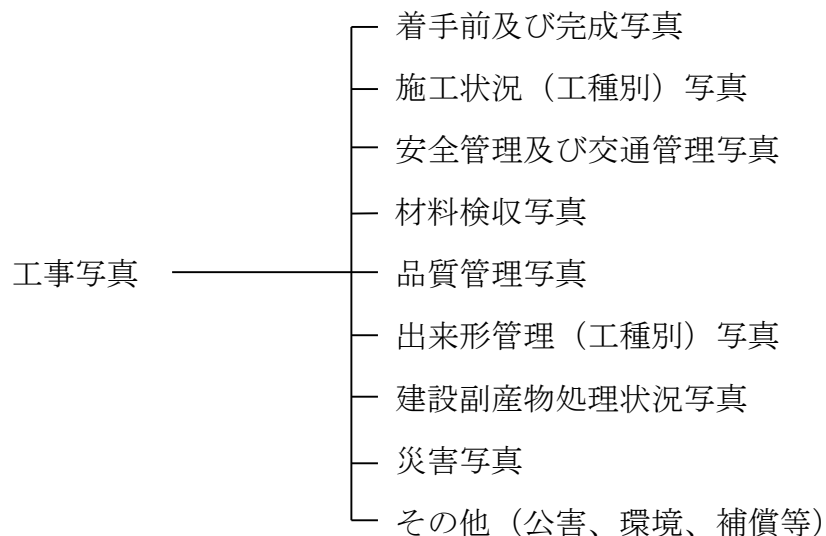 着手前及び完成写真
施工状況（工種別）写真
安全管理及び交通管理写真
材料検収写真
工事写真
品質管理写真
出来形管理（工種別）写真
建設副産物処理状況写真
災害写真
その他（公害、環境、補償等）